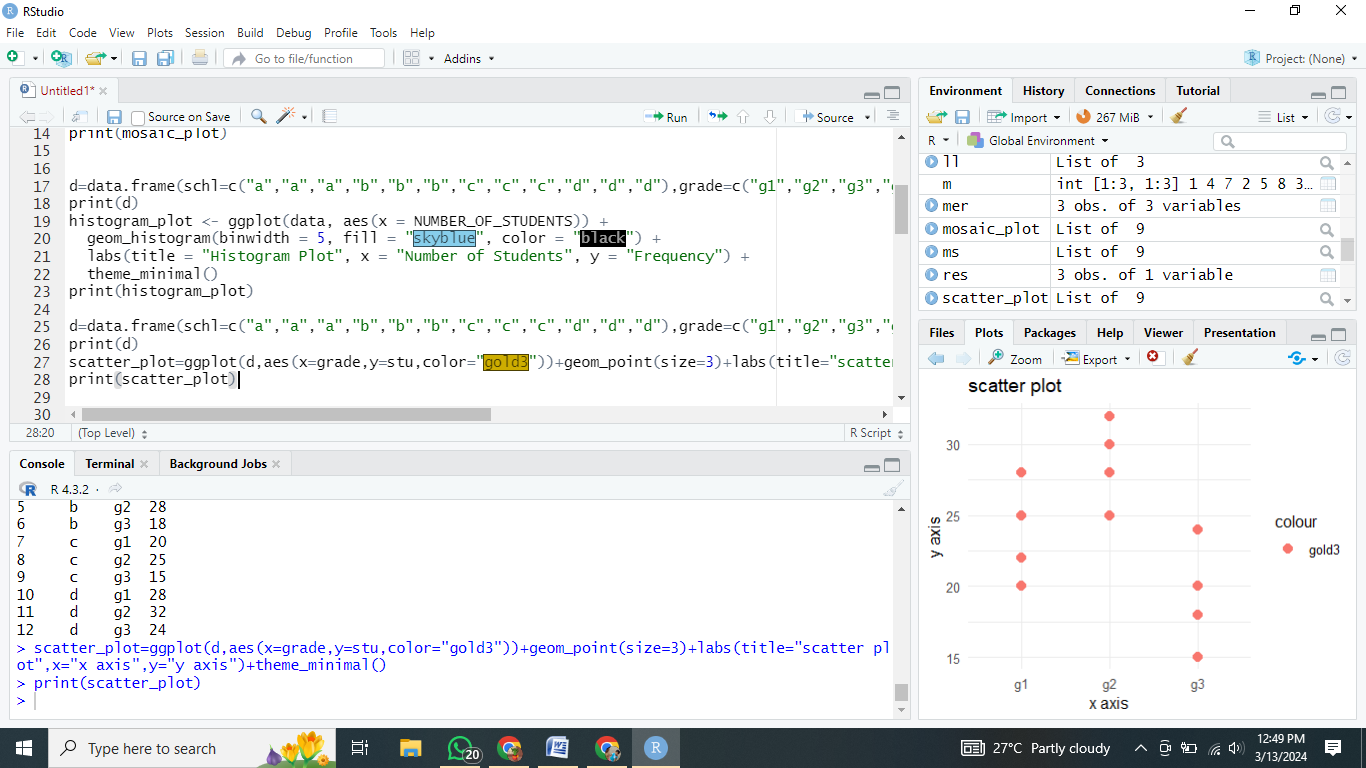 RStudio
File Edit Code View Plots Session Build Debug Profile Tools Help
Go to file/function Addins Project: (None)
Untitled1*
Source on Save Run Source
14 print(mosaic_plot)
15
16
17 d=data.frame(schl=c("a","a","a","b","b","b","c","c","c","d","d","d"),grade=c("g1","g2","g3",
18 print(d)
19 histogram_plot <- ggplot(data, aes(x = NUMBER_OF_STUDENTS)) +
20 geom_histogram(binwidth = 5, fill = "skyblue", color = "black") +
21 labs(title = "Histogram Plot", x = "Number of Students", y = "Frequency") +
22 theme_minimal()
23 print(histogram_plot)
24
25 d=data.frame(schl=c("a","a","a","b","b","b","c","c","c","d","d","d"),grade=c("g1","g2","g3",
26 print(d)
27 scatter_plot=ggplot(d,aes(x=grade,y=stu,color="gold3"))+geom_point(size=3)+labs(title="scatter
28 print(scatter_plot)
29
30
28:20 (Top Level) R Script
Console Terminal Background Jobs
R 4.3.2 ·
5 b g2 28
6 b g3 18
7 c g1 20
8 c g2 25
9 c g3 15
10 d g1 28
11 d g2 32
12 d g3 24
> scatter_plot=ggplot(d,aes(x=grade,y=stu,color="gold3"))+geom_point(size=3)+labs(title="scatter pl
ot",x="x axis",y="y axis")+theme_minimal()
> print(scatter_plot)
>
Environment History Connections Tutorial
Import 267 MiB List
R Global Environment
ll List of 3
m int [1:3, 1:3] 1 4 7 2 5 8 3...
mer 3 obs. of 3 variables
mosaic_plot List of 9
ms List of 9
res 3 obs. of 1 variable
scatter_plot List of 9
Files Plots Packages Help Viewer Presentation
Zoom Export
scatter plot
30
25
20
15
y axis
g1 g2 g3
x axis
colour
gold3
Type here to search
20
27°C Partly cloudy
12:49 PM
3/13/2024